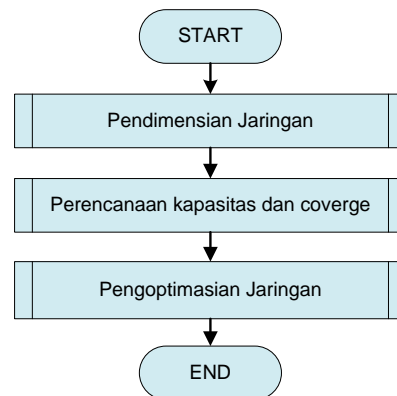 START
Pendimensian Jaringan
Perencanaan kapasitas dan coverge
Pengoptimasian Jaringan
END